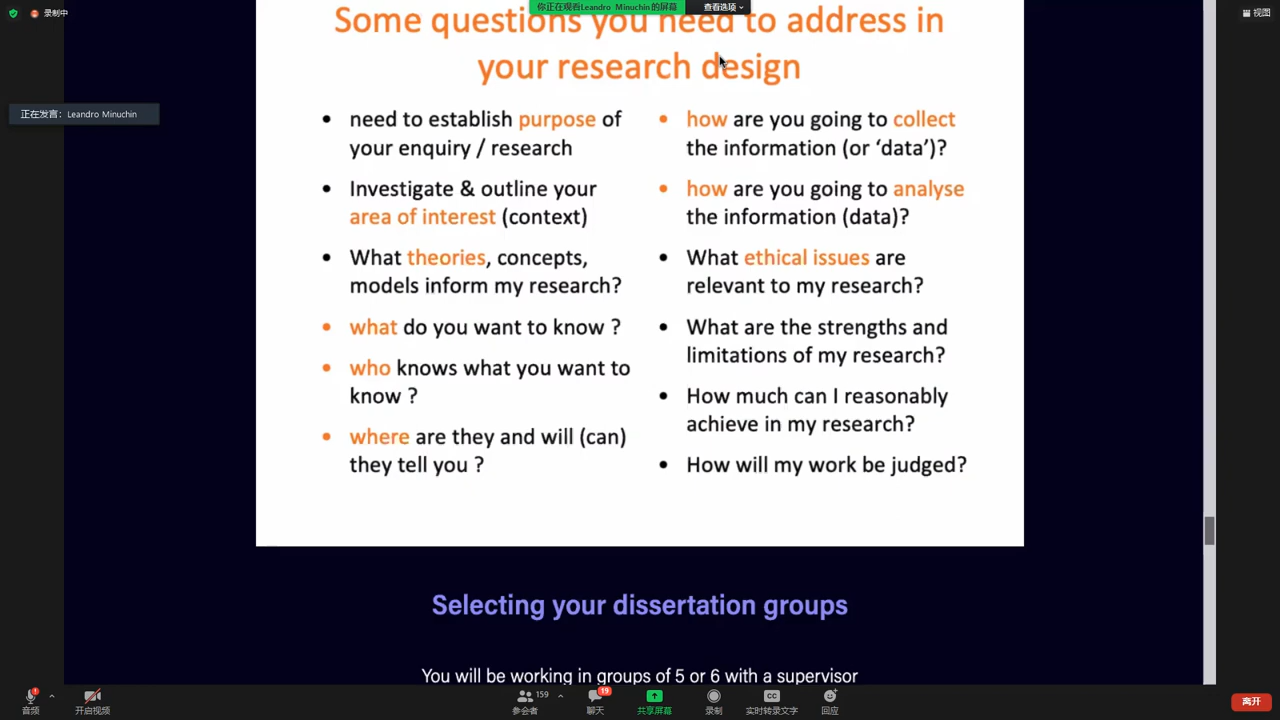 录制中
你正在观看Leandro Minuchin的屏幕
查看选项
视图
正在发言: Leandro Minuchin
Some questions you need to address in
your research design
• need to establish purpose of
your enquiry / research
• Investigate & outline your
area of interest (context)
• What theories, concepts,
models inform my research?
• what do you want to know ?
• who knows what you want to
know ?
• where are they and will (can)
they tell you ?
• how are you going to collect
the information (or ‘data’)?
• how are you going to analyse
the information (data)?
• What ethical issues are
relevant to my research?
• What are the strengths and
limitations of my research?
• How much can I reasonably
achieve in my research?
• How will my work be judged?
Selecting your dissertation groups
You will be working in groups of 5 or 6 with a supervisor
音频
开启视频
159
参会者
19
聊天
共享屏幕
录制
CC
实时转录文字
回应
离开